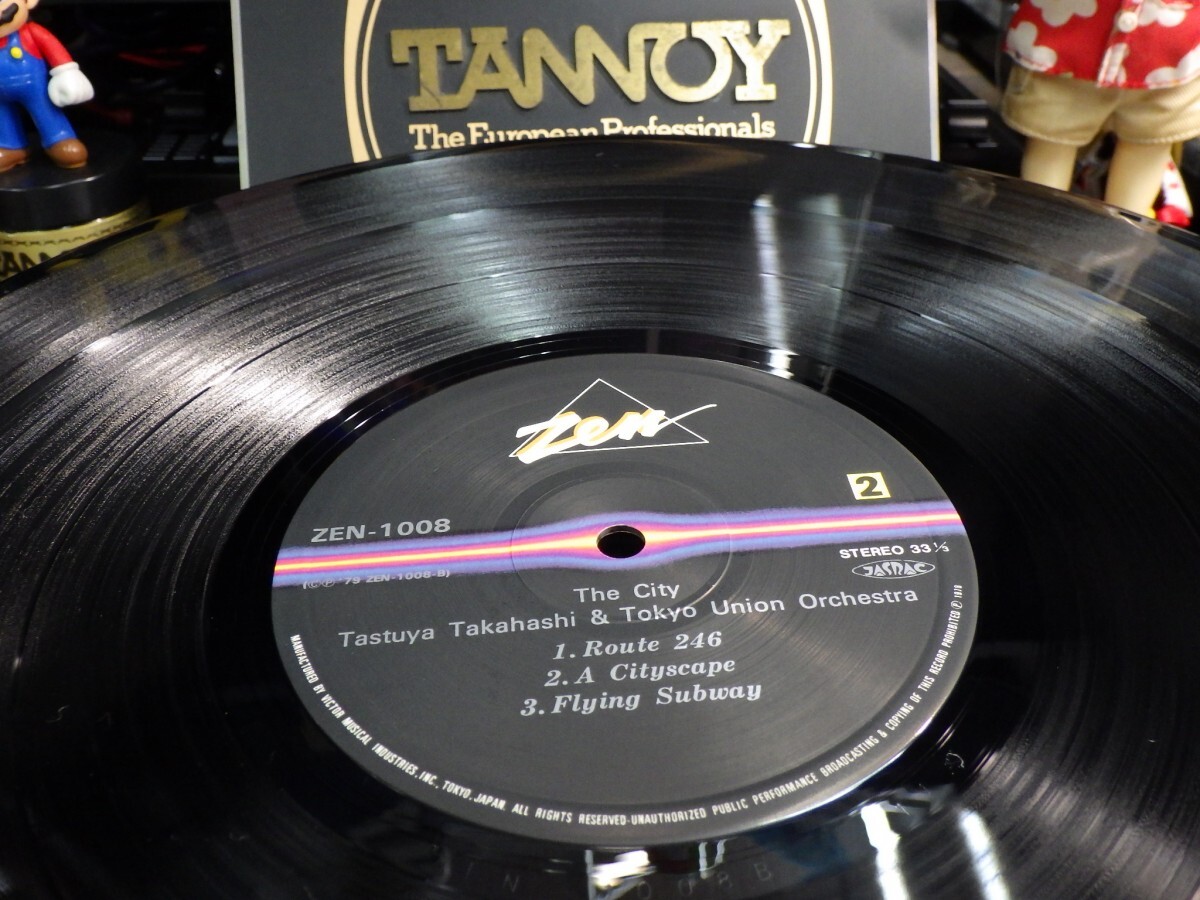 TANNOY
The European Professionals
Zen
2
ZEN-1008
STEREO 33⅓
JASRAC
(©℗ '79 ZEN-1008-B)
The City
Tastuya Takahashi & Tokyo Union Orchestra
1. Route 246
2. A Cityscape
3. Flying Subway
MANUFACTURED BY VICTOR MUSICAL INDUSTRIES, INC., TOKYO, JAPAN. ALL RIGHTS RESERVED-UNAUTHORIZED PUBLIC PERFORMANCE BROADCASTING & COPYING OF THIS RECORD PROHIBITED ℗ 1979